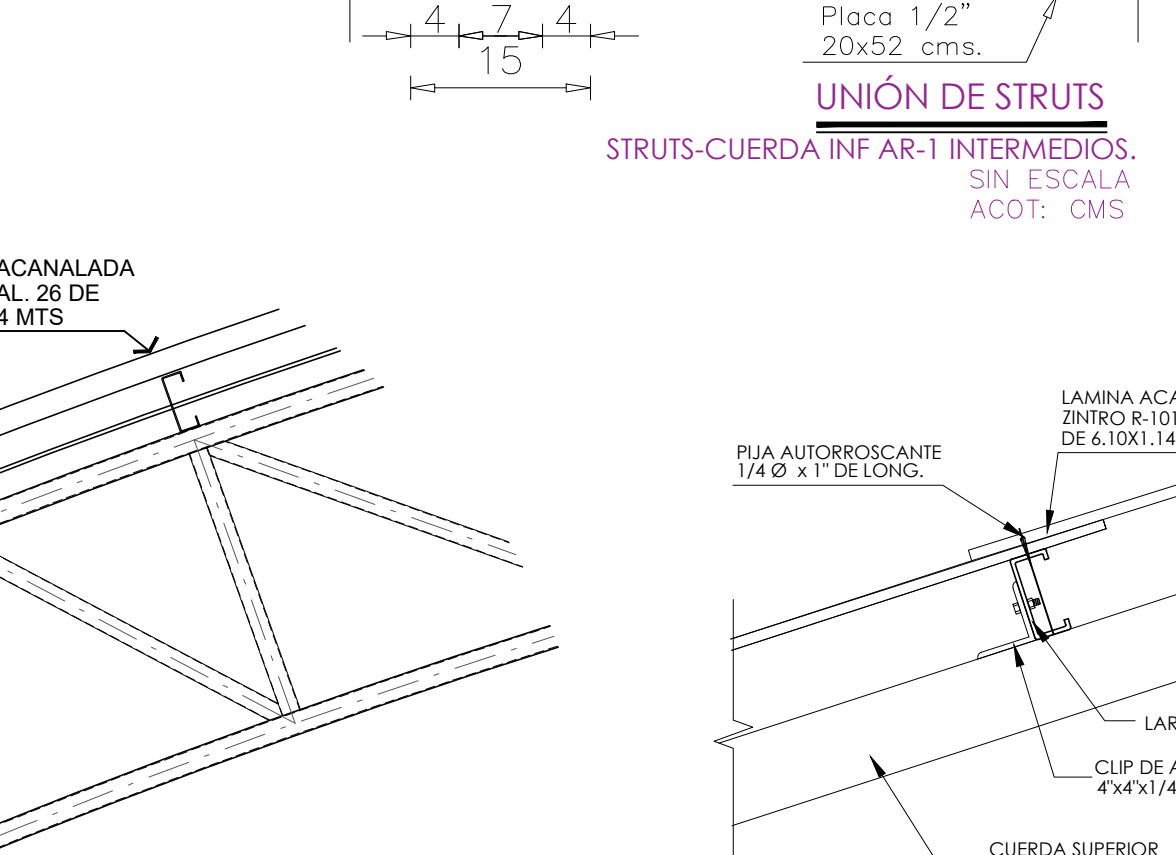 4 7 4
15
Placa 1/2"
20x52 cms.
UNIÓN DE STRUTS
STRUTS-CUERDA INF AR-1 INTERMEDIOS.
SIN ESCALA
ACOT: CMS
ACANALADA
AL. 26 DE
4 MTS
PIJA AUTORROSCANTE
1/4 Ø x 1" DE LONG.
LAMINA ACA
ZINTRO R-101
DE 6.10X1.14
LAR
CLIP DE A
4"x4"x1/4
CUERDA SUPERIOR